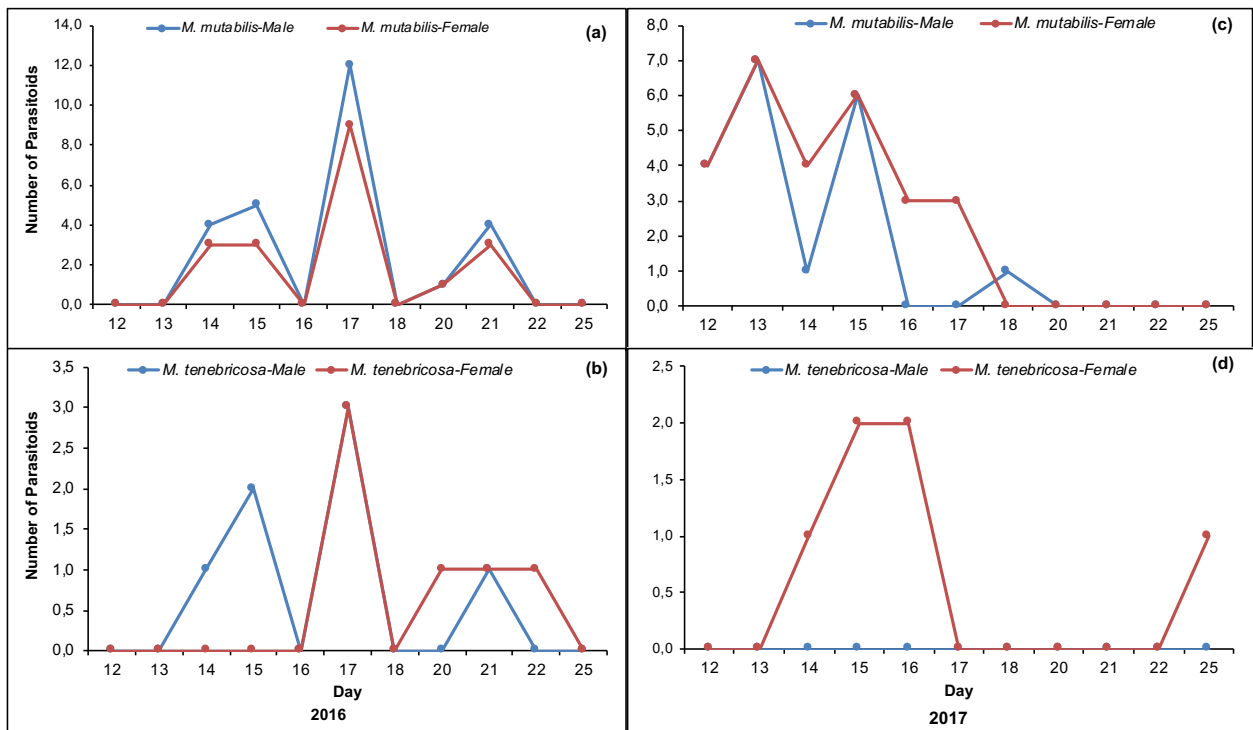 M. mutabilis-Male M. mutabilis-Female (a)
14,0
12,0
10,0
8,0
6,0
4,0
2,0
0,0
Number of Parasitoids
12 13 14 15 16 17 18 20 21 22 25
M. mutabilis-Male M. mutabilis-Female (c)
8,0
7,0
6,0
5,0
4,0
3,0
2,0
1,0
0,0
12 13 14 15 16 17 18 20 21 22 25
M. tenebricosa-Male M. tenebricosa-Female (b)
3,5
3,0
2,5
2,0
1,5
1,0
0,5
0,0
Number of Parasitoids
12 13 14 15 16 17 18 20 21 22 25
Day
2016
M. tenebricosa-Male M. tenebricosa-Female (d)
2,5
2,0
1,5
1,0
0,5
0,0
12 13 14 15 16 17 18 20 21 22 25
Day
2017